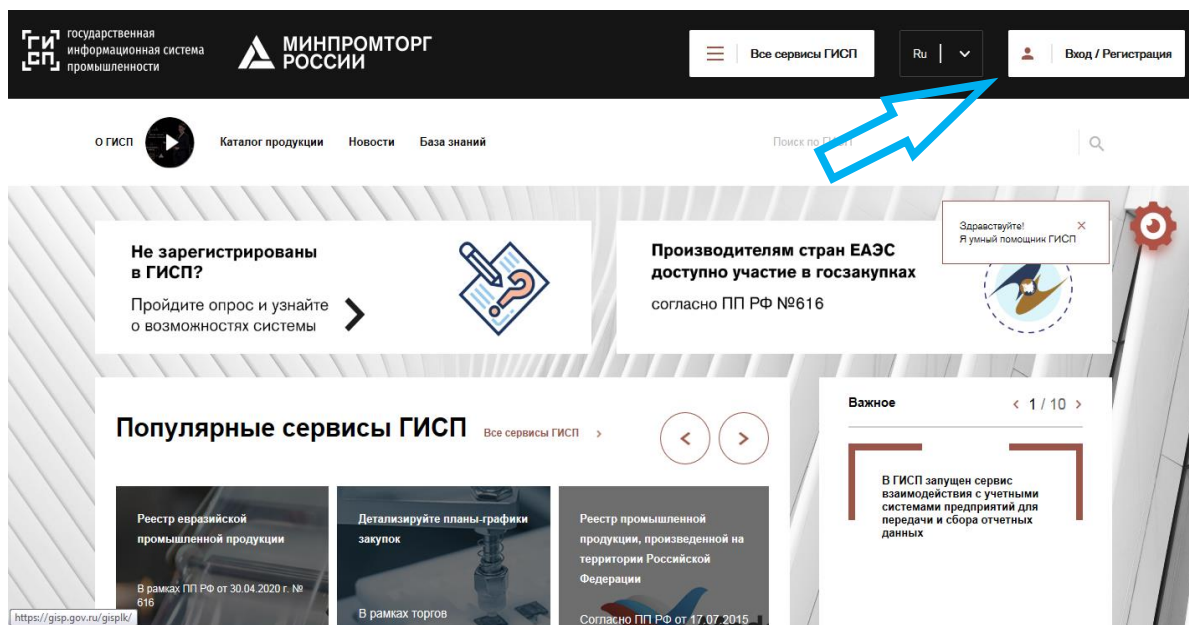 государственная
информационная система
промышленности
ГИСП
МИНПРОМТОРГ
РОССИИ
Все сервисы ГИСП
Ru
Вход / Регистрация
О ГИСП
Каталог продукции
Новости
База знаний
Поиск по
Здравствуйте!
Я умный помощник ГИСП
Не зарегистрированы
в ГИСП?
Пройдите опрос и узнайте
о возможностях системы
Производителям стран ЕАЭС
доступно участие в госзакупках
согласно ПП РФ №616
Популярные сервисы ГИСП
Все сервисы ГИСП
Важное
1 / 10
В ГИСП запущен сервис
взаимодействия с учетными
системами предприятий для
передачи и сбора отчетных
данных
Реестр евразийской
промышленной продукции
В рамках ПП РФ от 30.04.2020 г. №
616
Детализируйте планы-графики
закупок
В рамках торгов
Реестр промышленной
продукции, произведенной на
территории Российской
Федерации
Согласно ПП РФ от 17.07.2015
https://gisp.gov.ru/gisplk/